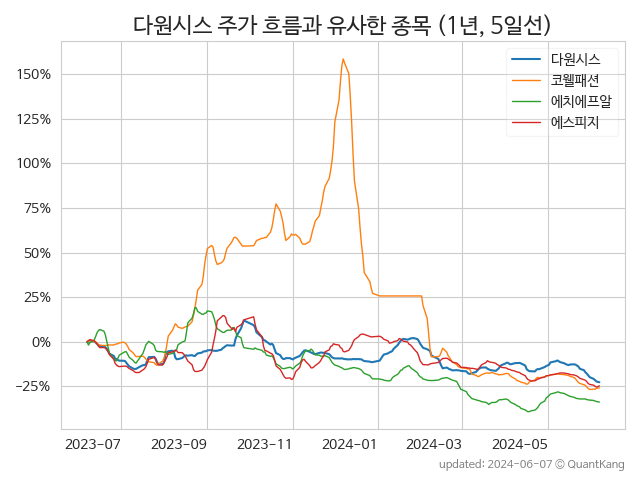 다원시스 주가 흐름과 유사한 종목 (1년, 5일선)
다원시스
코웰패션
에치에프알
에스피지
150%
125%
100%
75%
50%
25%
0%
−25%
2023-07
2023-09
2023-11
2024-01
2024-03
2024-05
updated: 2024-06-07 © QuantKang